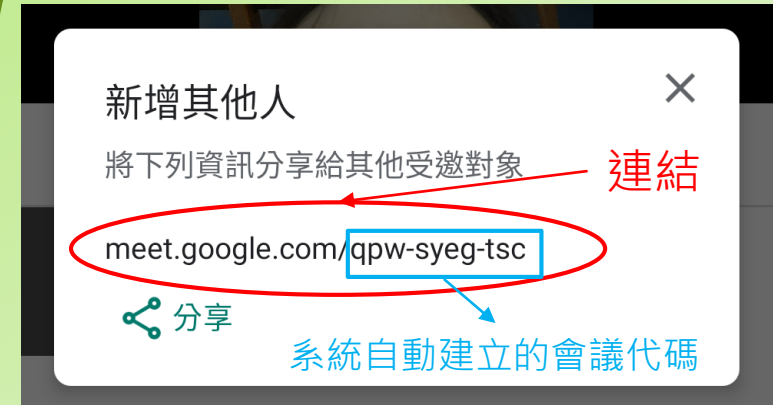 新增其他人
將下列資訊分享給其他受邀對象
連結
meet.google.com/qpw-syeg-tsc
分享
系統自動建立的會議代碼